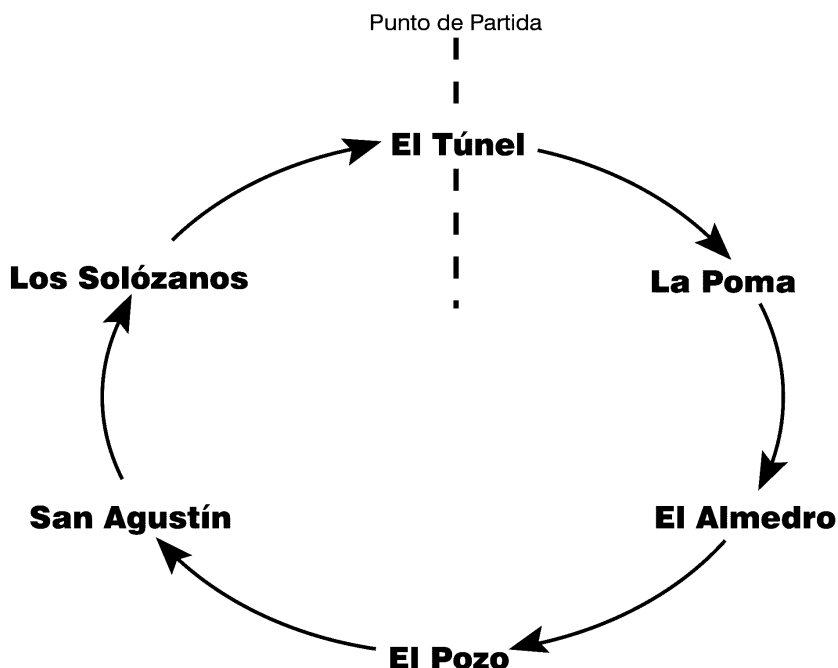 Punto de Partida
El Túnel
La Poma
El Almedro
El Pozo
San Agustín
Los Solózanos